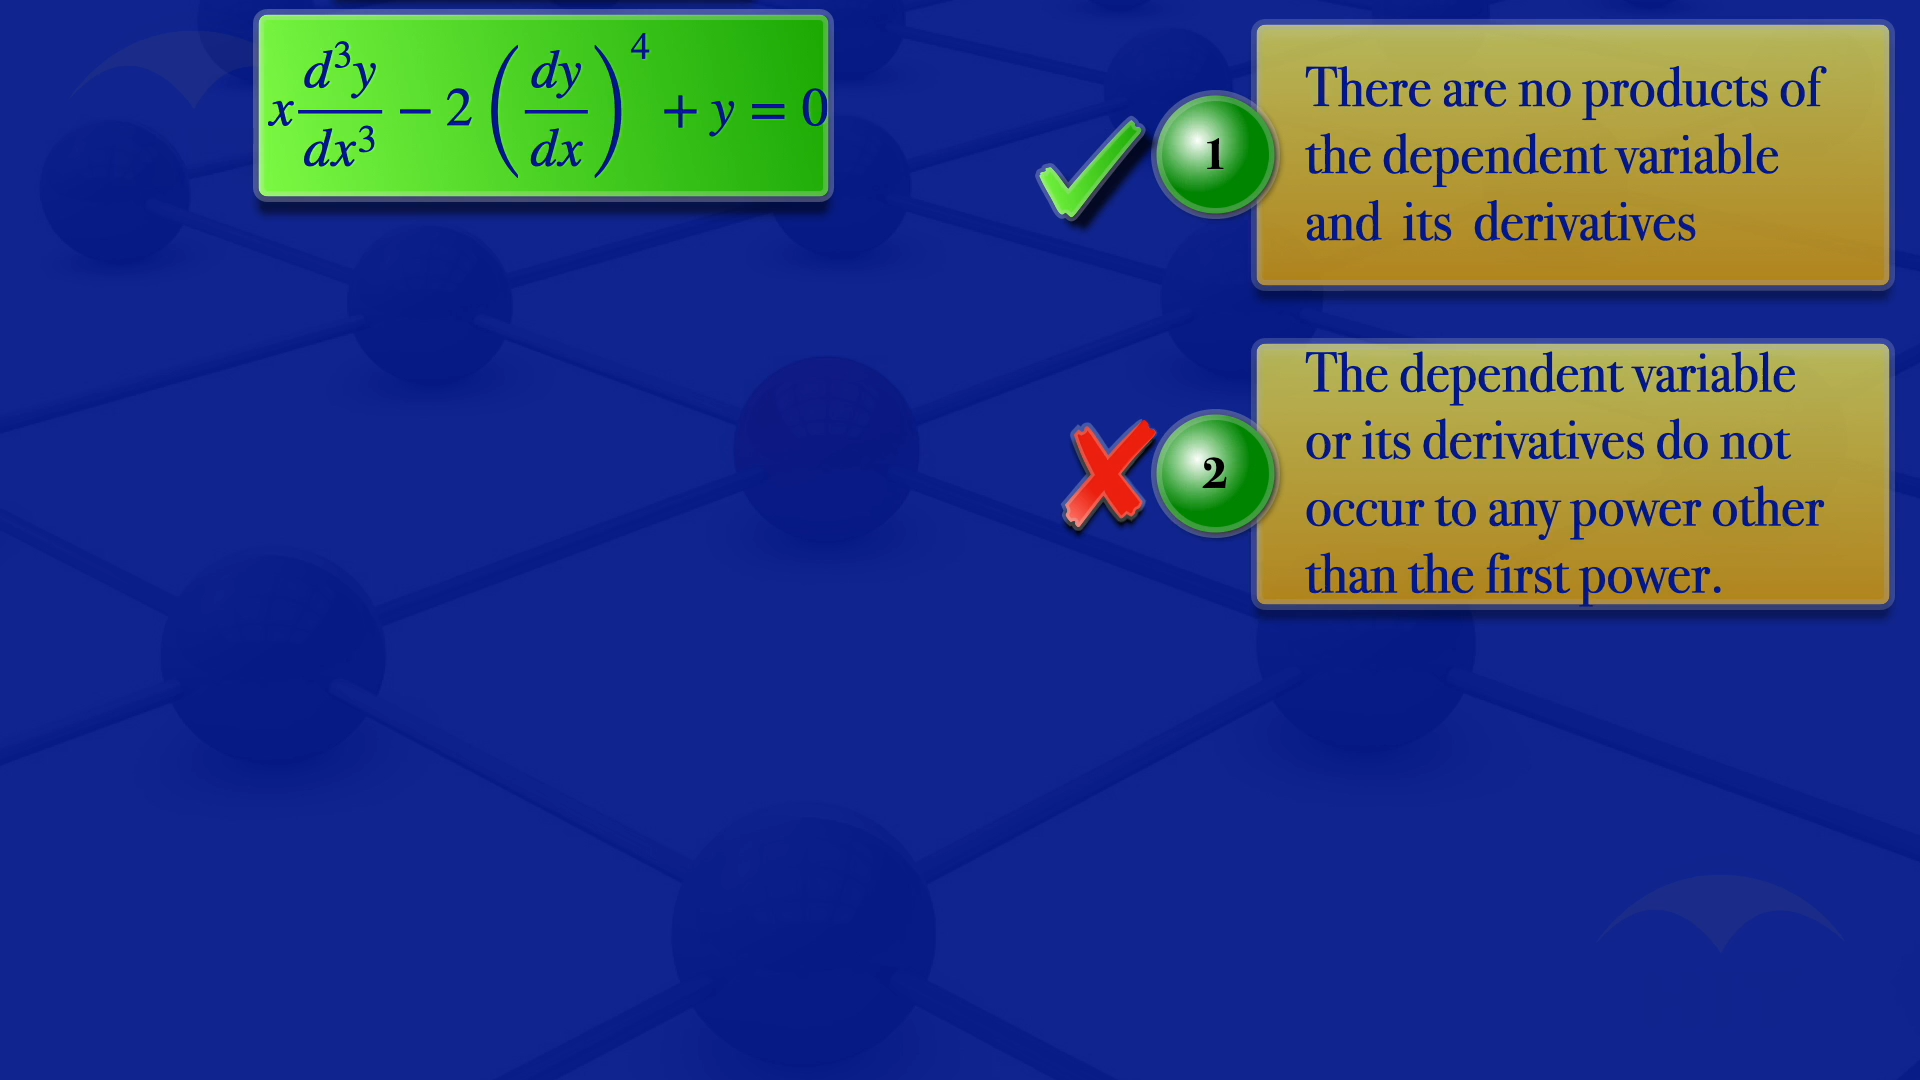 x d³y/dx³ − 2 (dy/dx)⁴ + y = 0
1
There are no products of
the dependent variable
and its derivatives
2
The dependent variable
or its derivatives do not
occur to any power other
than the first power.